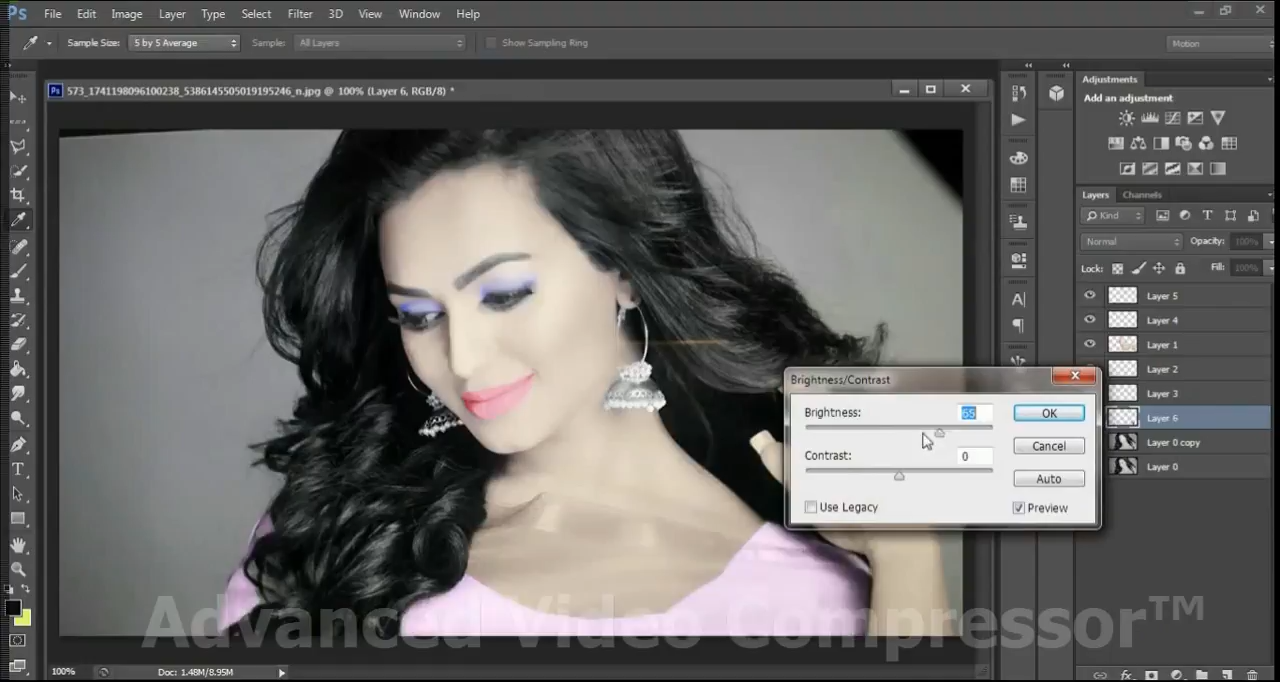 Ps File Edit Image Layer Type Select Filter 3D View Window Help
Sample Size: 5 by 5 Average Sample: All Layers Show Sampling Ring Motion
Ps 573_1741198096100238_5386145505019195246_n.jpg @ 100% (Layer 6, RGB/8) *
Adjustments
Add an adjustment
Layers Channels
Kind
Normal Opacity: 100%
Lock: Fill: 100%
Layer 5
Layer 4
Layer 1
Layer 2
Layer 3
Layer 6
Layer 0 copy
Layer 0
Brightness/Contrast
Brightness: 65 OK
Cancel
Contrast: 0
Auto
Use Legacy Preview
Advanced Video Compressor™
100% Doc: 1.48M/8.95M